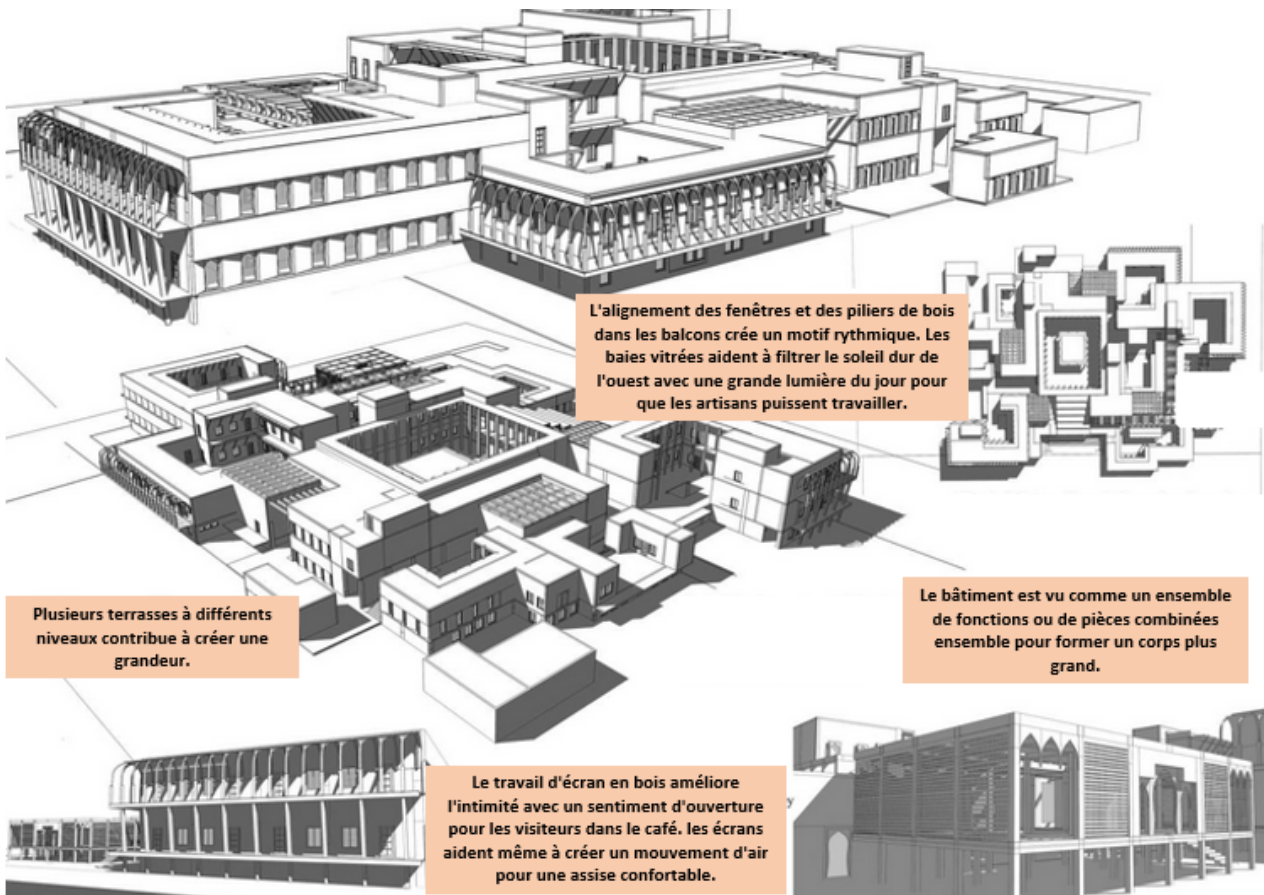 L'alignement des fenêtres et des piliers de bois
dans les balcons crée un motif rythmique. Les
baies vitrées aident à filtrer le soleil dur de
l'ouest avec une grande lumière du jour pour
que les artisans puissent travailler.
Plusieurs terrasses à différents
niveaux contribue à créer une
grandeur.
Le bâtiment est vu comme un ensemble
de fonctions ou de pièces combinées
ensemble pour former un corps plus
grand.
Le travail d'écran en bois améliore
l'intimité avec un sentiment d'ouverture
pour les visiteurs dans le café. les écrans
aident même à créer un mouvement d'air
pour une assise confortable.